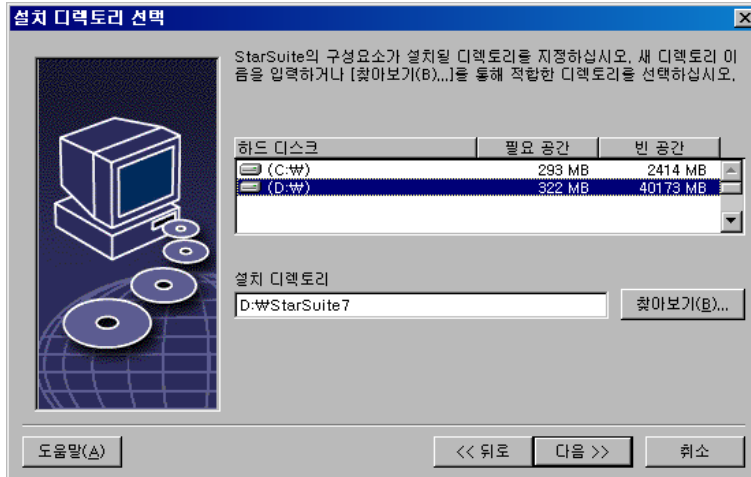 설치 디렉토리 선택
StarSuite의 구성요소가 설치될 디렉토리를 지정하십시오. 새 디렉토리 이
름을 입력하거나 [찾아보기(B)...]를 통해 적합한 디렉토리를 선택하십시오.
하드 디스크 필요 공간 빈 공간
(C:₩) 293 MB 2414 MB
(D:₩) 322 MB 40173 MB
설치 디렉토리
D:₩StarSuite7 찾아보기(B)...
도움말(A) << 뒤로 다음 >> 취소